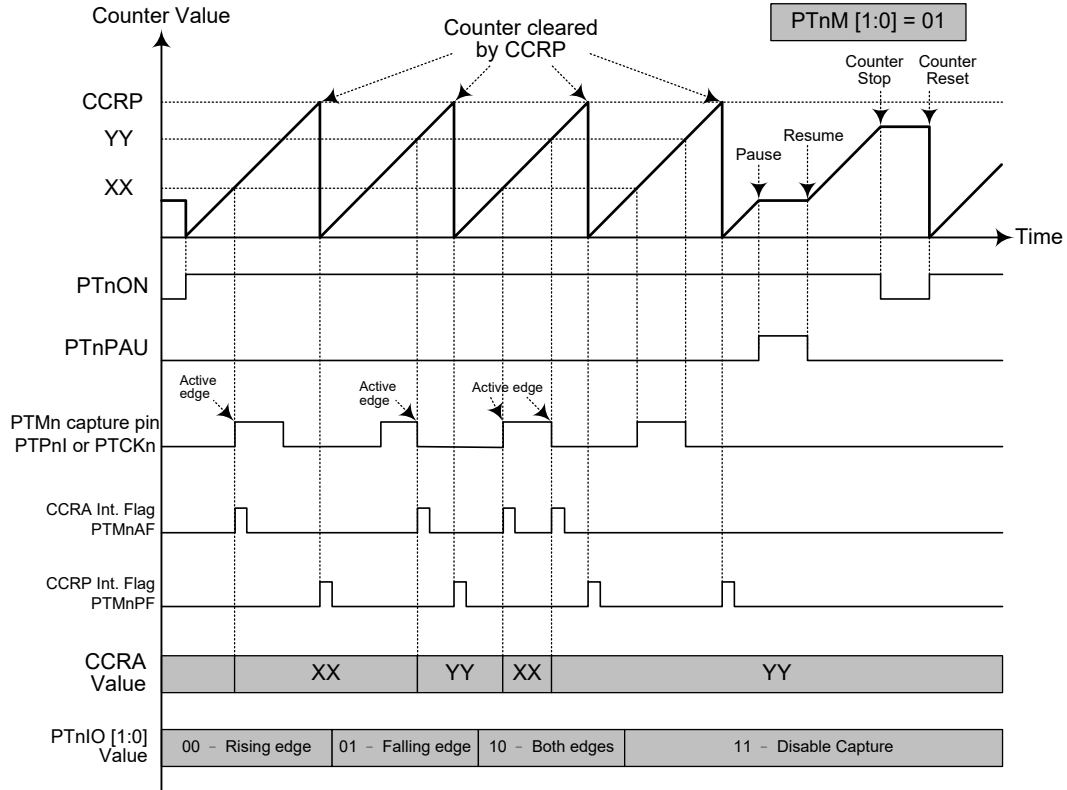 Counter Value
Counter cleared
by CCRP
PTnM [1:0] = 01
Counter
Stop
Counter
Reset
CCRP
YY
XX
Pause
Resume
Time
PTnON
PTnPAU
Active
edge
Active
edge
Active edge
PTMn capture pin
PTPnI or PTCKn
CCRA Int. Flag
PTMnAF
CCRP Int. Flag
PTMnPF
CCRA
Value
XX
YY
XX
YY
PTnIO [1:0]
Value
00 - Rising edge
01 - Falling edge
10 - Both edges
11 - Disable Capture